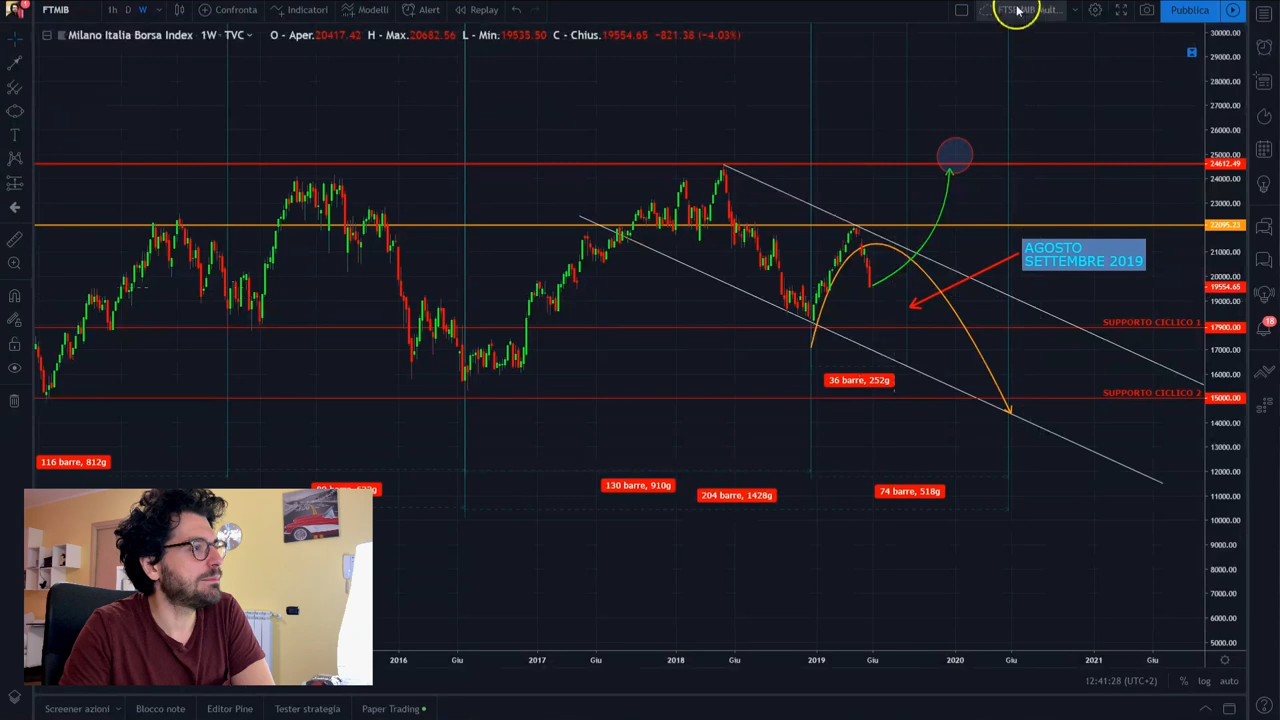 FTMIB 1h D W Confronta Indicatori Modelli Alert Replay Pubblica
Milano Italia Borsa Index 1W TVC O - Aper.20417.42 H - Max.20682.56 L - Min.19535.50 C - Chius.19554.65 -821.38 (-4.03%)
30000.00
29000.00
28000.00
27000.00
26000.00
25000.00
24612.49
24000.00
23000.00
22095.23
AGOSTO
SETTEMBRE 2019
21000.00
20000.00
19554.65
19000.00
SUPPORTO CICLICO 1
17900.00
17000.00
36 barre, 252g
16000.00
SUPPORTO CICLICO 2
15000.00
14000.00
116 barre, 812g
130 barre, 910g
204 barre, 1428g
74 barre, 518g
12000.00
11000.00
10000.00
9000.00
8000.00
7000.00
6000.00
5000.00
2016 Giu 2017 Giu 2018 Giu 2019 Giu 2020 Giu 2021 Giu
12:41:28 (UTC+2) % log auto
Screener azioni Blocco note Editor Pine Tester strategia Paper Trading
18
1